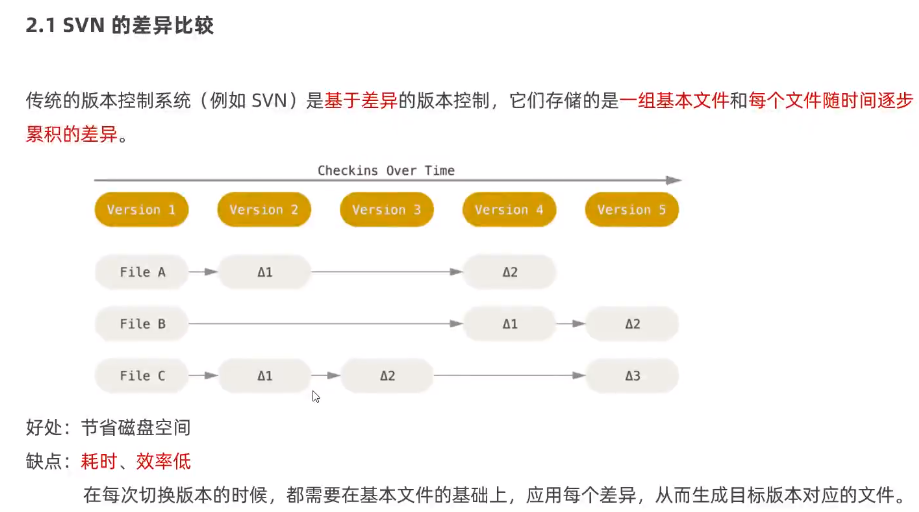 2.1 SVN 的差异比较
传统的版本控制系统（例如 SVN）是基于差异的版本控制，它们存储的是一组基本文件和每个文件随时间逐步
累积的差异。
Checkins Over Time
Version 1 Version 2 Version 3 Version 4 Version 5
File A Δ1 Δ2
File B Δ1 Δ2
File C Δ1 Δ2 Δ3
好处：节省磁盘空间
缺点：耗时、效率低
在每次切换版本的时候，都需要在基本文件的基础上，应用每个差异，从而生成目标版本对应的文件。